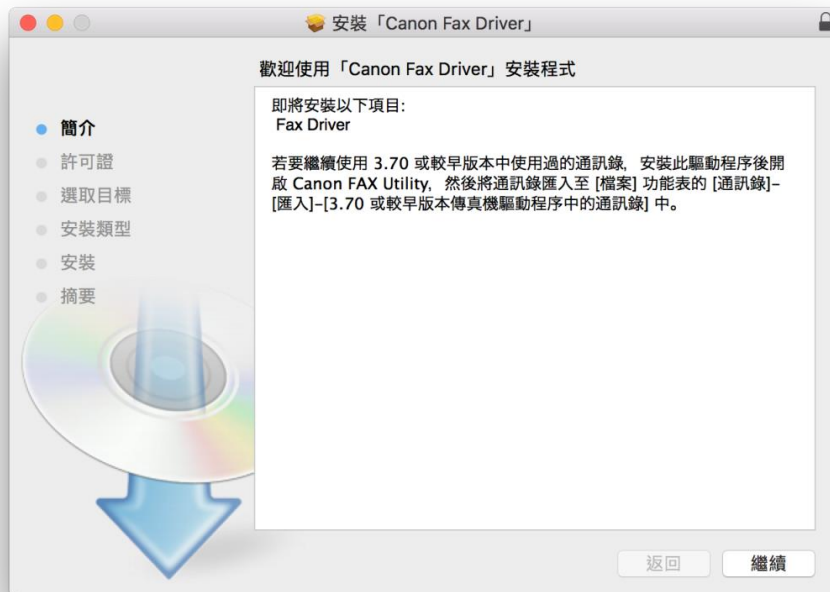 安裝「Canon Fax Driver」
歡迎使用「Canon Fax Driver」安裝程式
簡介
許可證
選取目標
安裝類型
安裝
摘要
即將安裝以下項目:
Fax Driver
若要繼續使用 3.70 或較早版本中使用過的通訊錄，安裝此驅動程序後開
啟 Canon FAX Utility，然後將通訊錄匯入至 [檔案] 功能表的 [通訊錄]-
[匯入]-[3.70 或較早版本傳真機驅動程序中的通訊錄] 中。
返回
繼續